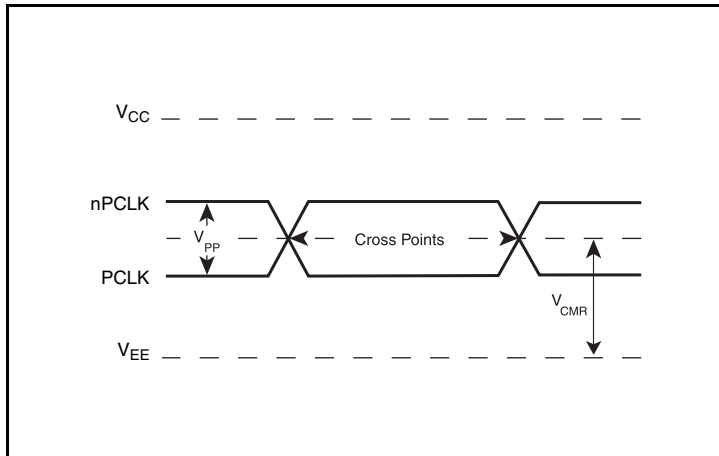 VCC
nPCLK
VPP
Cross Points
PCLK
VCMR
VEE